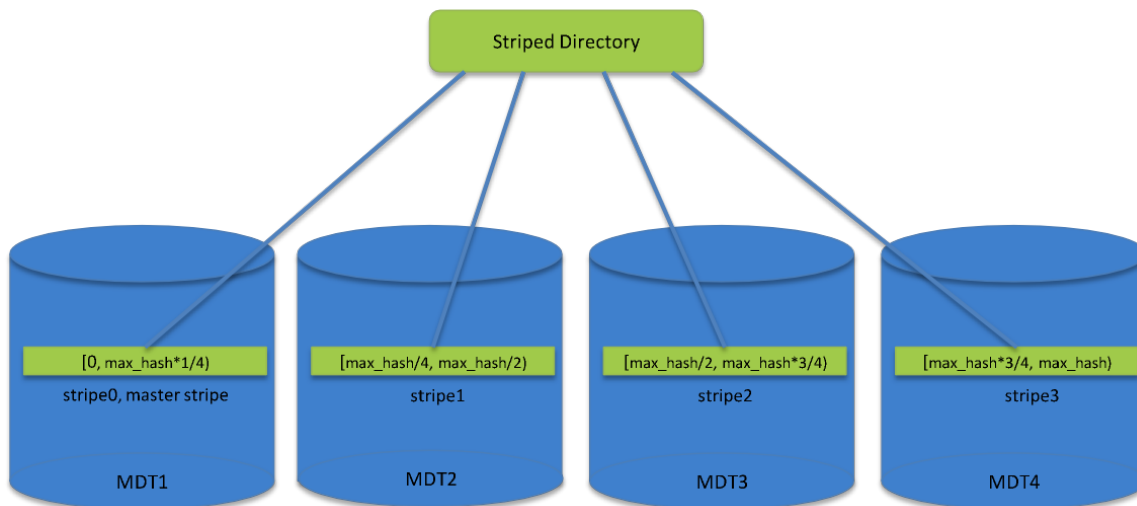 Striped Directory
[0, max_hash*1/4)
[max_hash/4, max_hash/2)
[max_hash/2, max_hash*3/4)
[max_hash*3/4, max_hash)
stripe0, master stripe
stripe1
stripe2
stripe3
MDT1
MDT2
MDT3
MDT4